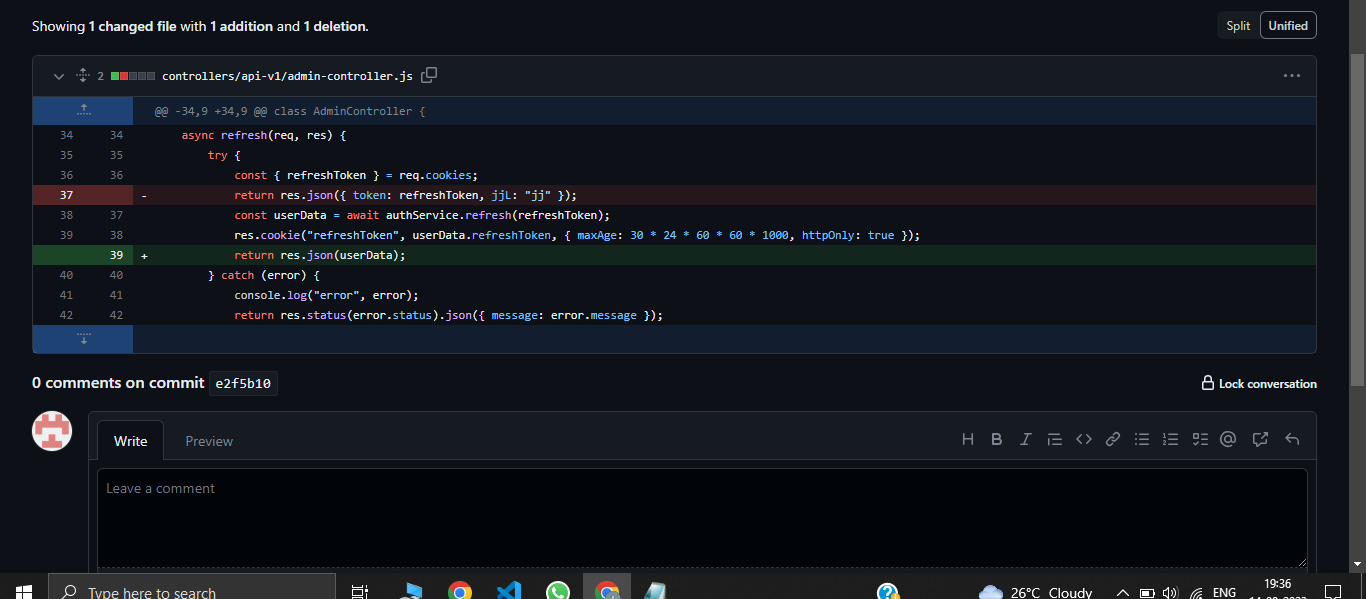 Showing 1 changed file with 1 addition and 1 deletion.
Split Unified
2 controllers/api-v1/admin-controller.js
@@ -34,9 +34,9 @@ class AdminController {
34 34 async refresh(req, res) {
35 35 try {
36 36 const { refreshToken } = req.cookies;
37 - return res.json({ token: refreshToken, jjL: "jj" });
38 37 const userData = await authService.refresh(refreshToken);
39 38 res.cookie("refreshToken", userData.refreshToken, { maxAge: 30 * 24 * 60 * 60 * 1000, httpOnly: true });
39 + return res.json(userData);
40 40 } catch (error) {
41 41 console.log("error", error);
42 42 return res.status(error.status).json({ message: error.message });
0 comments on commit e2f5b10
Lock conversation
Write Preview
Leave a comment
Type here to search
26°C Cloudy
ENG
19:36